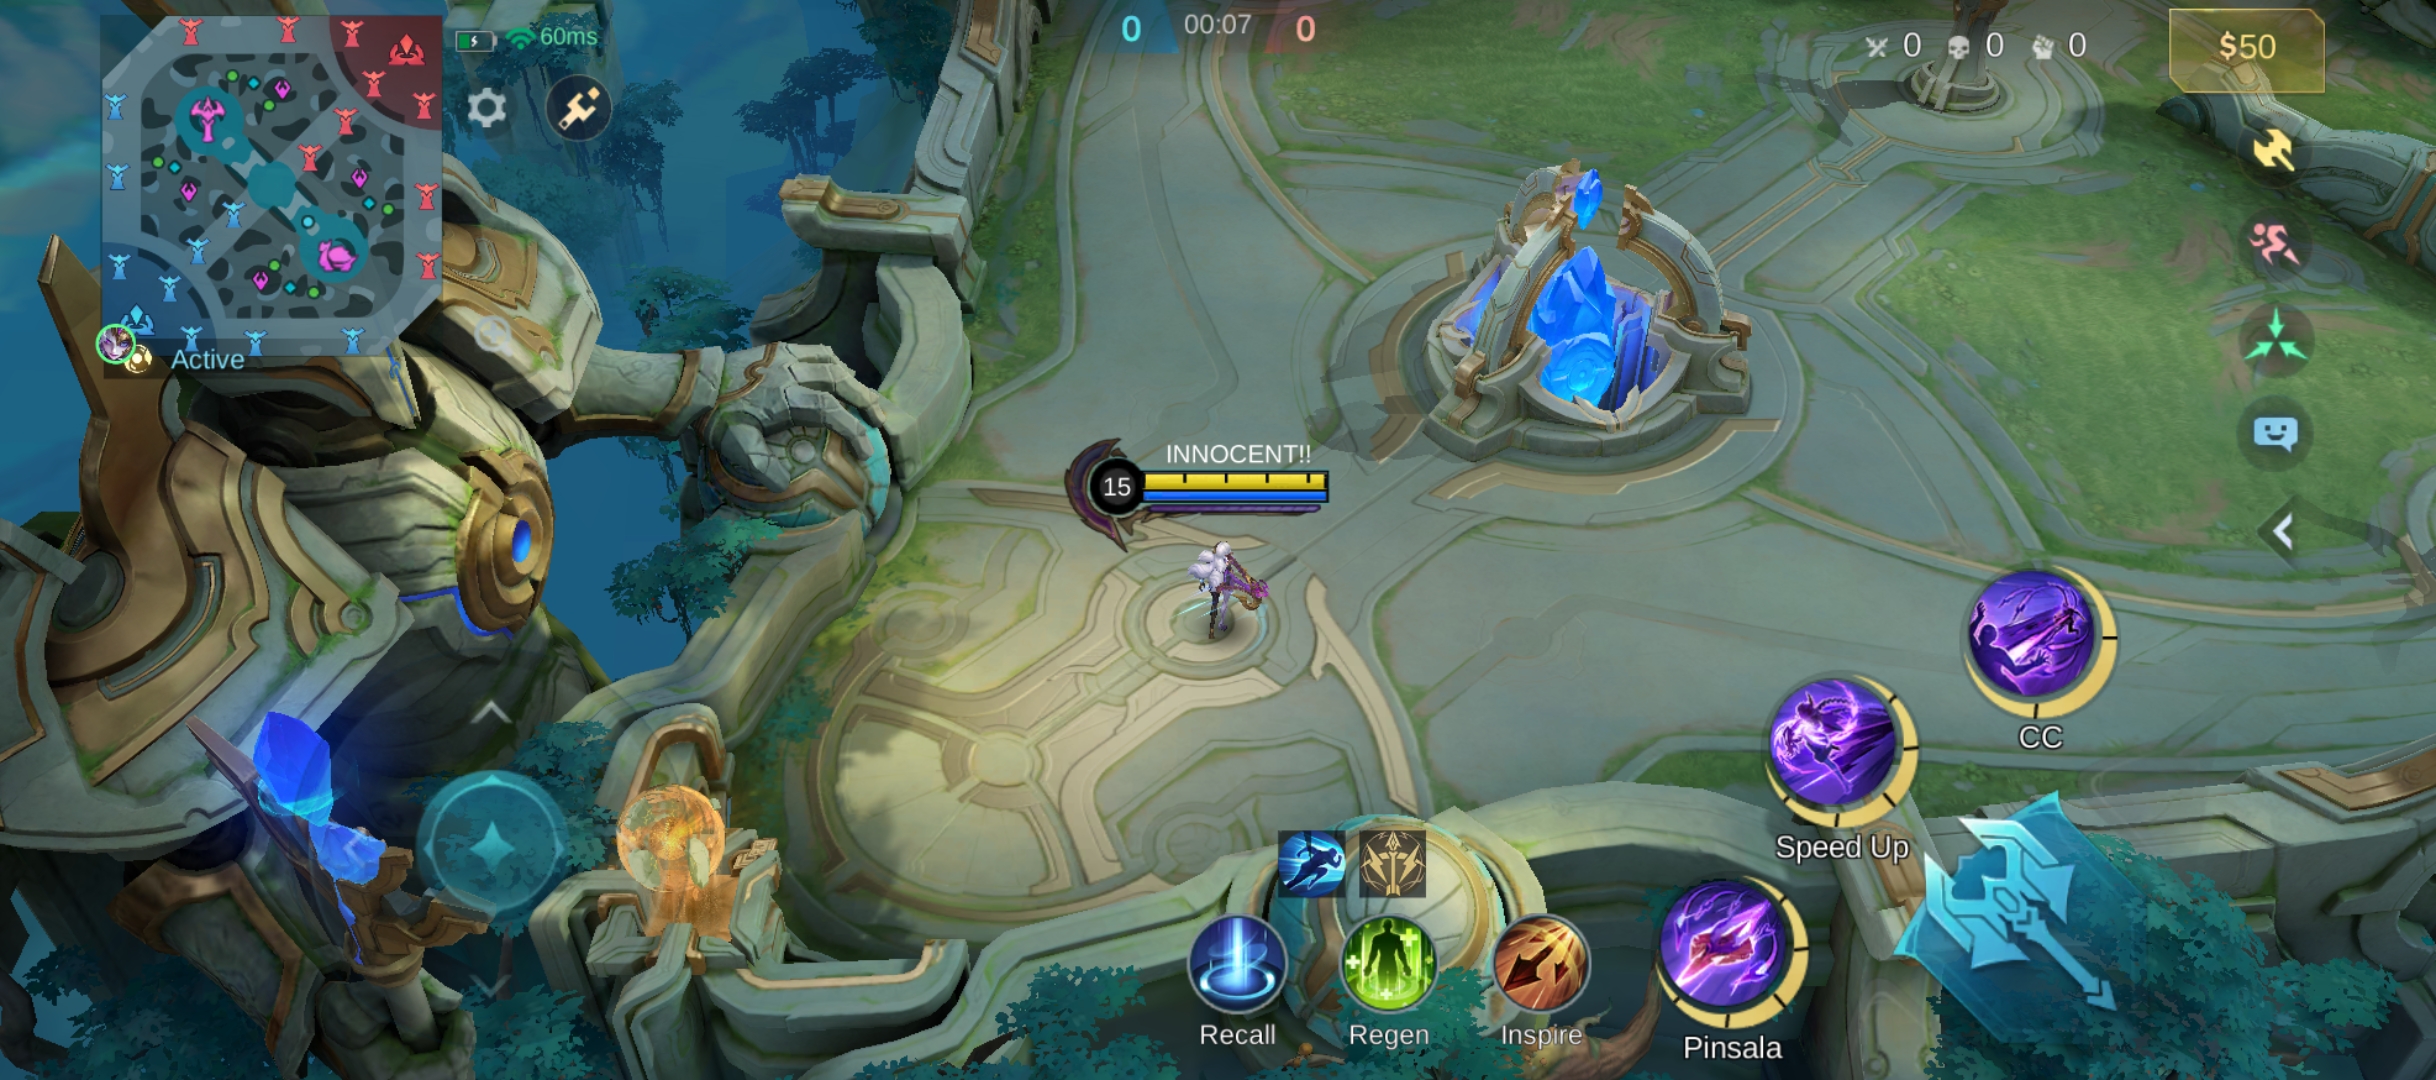 60ms
0 00:07 0
0 0 0
$50
Active
INNOCENT!!
15
CC
Speed Up
Recall
Regen
Inspire
Pinsala